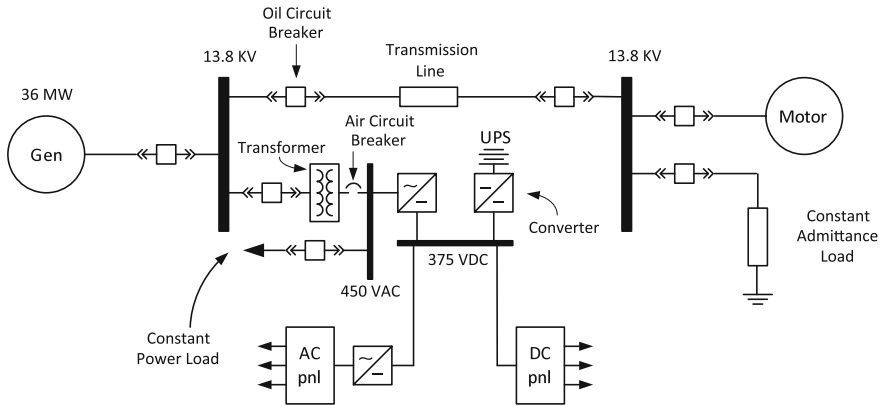 Oil Circuit
Breaker
13.8 KV
Transmission
Line
13.8 KV
36 MW
Gen
Transformer
Air Circuit
Breaker
UPS
Motor
Converter
Constant
Admittance
Load
375 VDC
450 VAC
Constant
Power Load
AC
pnl
DC
pnl